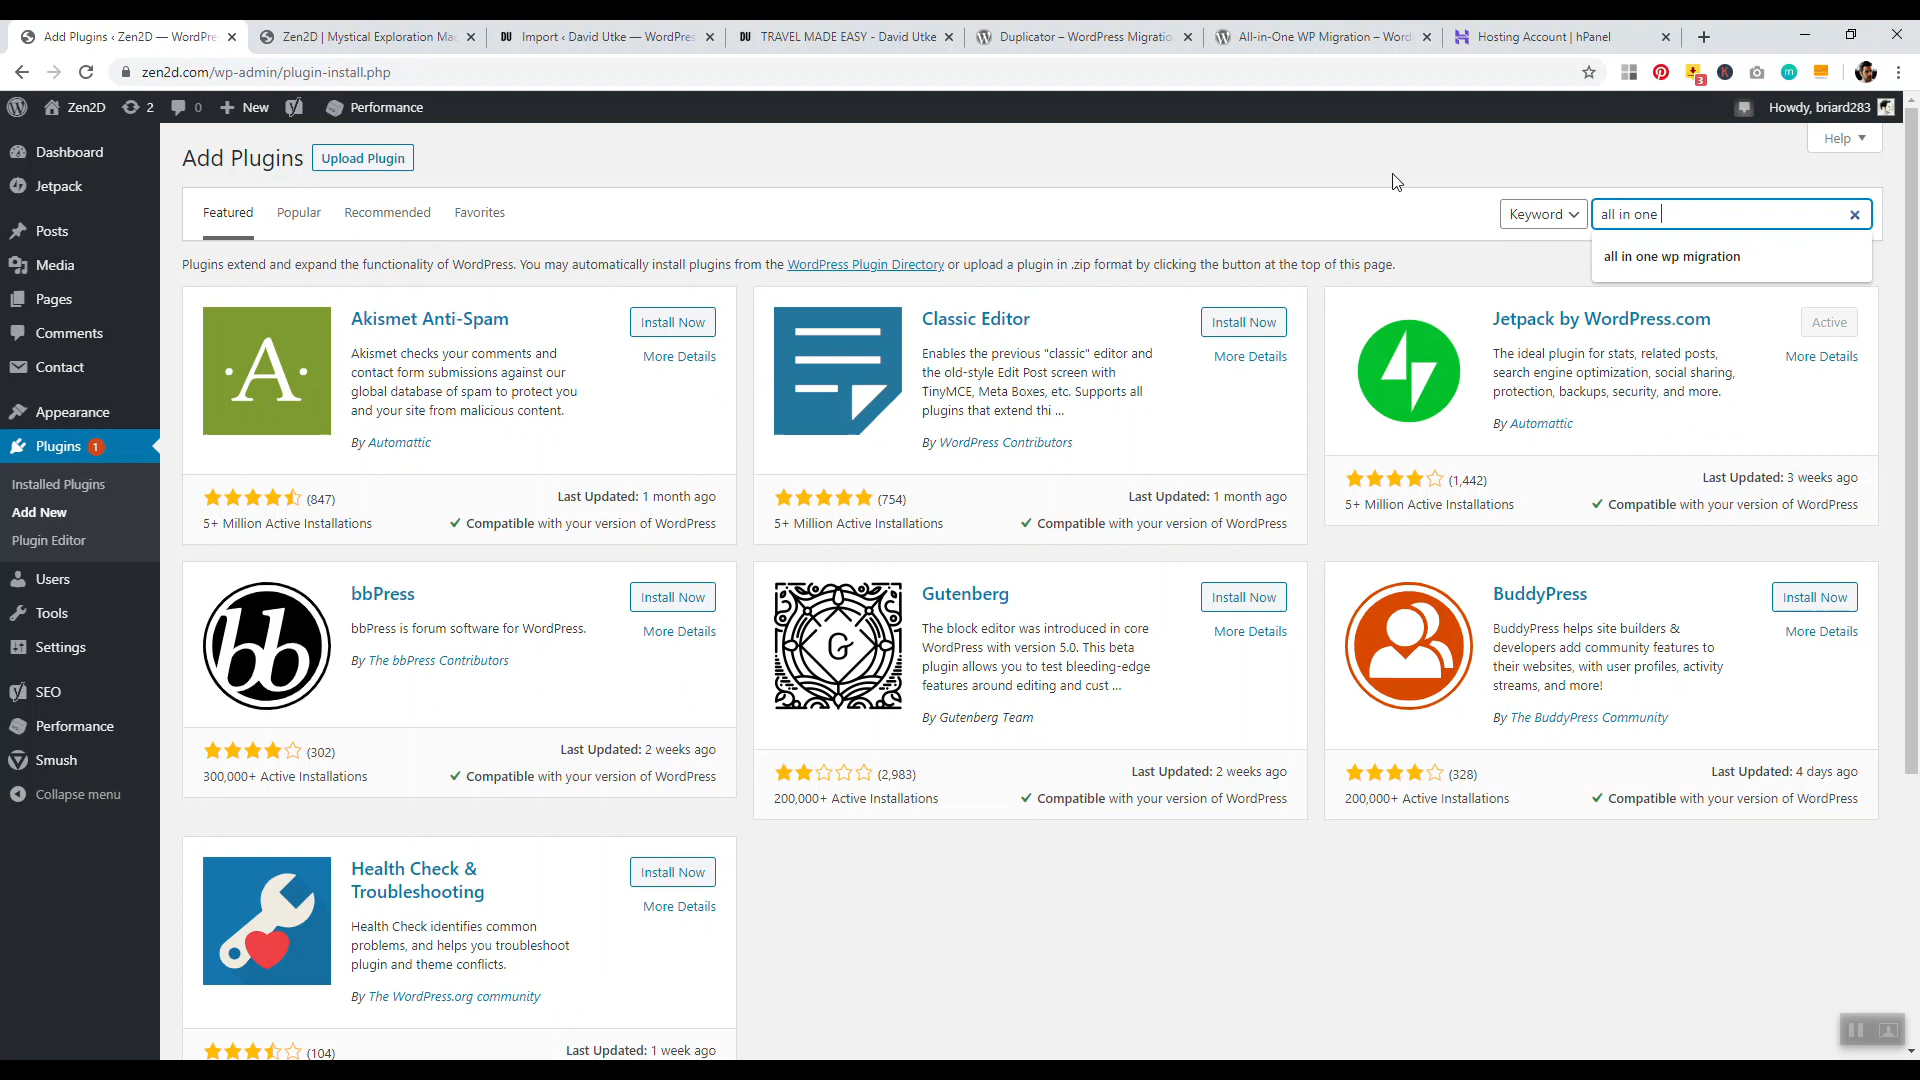 Add Plugins ‹ Zen2D — WordPre
Zen2D | Mystical Exploration Mac
DU Import ‹ David Utke — WordPres
DU TRAVEL MADE EASY - David Utke
Duplicator – WordPress Migratio
All-in-One WP Migration – Word
Hosting Account | hPanel
zen2d.com/wp-admin/plugin-install.php
3
K
m
Zen2D
2
0
New
Performance
Howdy, briard283
Dashboard
Jetpack
Posts
Media
Pages
Comments
Contact
Appearance
Plugins 1
Installed Plugins
Add New
Plugin Editor
Users
Tools
Settings
SEO
Performance
Smush
Collapse menu
Help
Add Plugins
Upload Plugin
Featured
Popular
Recommended
Favorites
Keyword
all in one
all in one wp migration
Plugins extend and expand the functionality of WordPress. You may automatically install plugins from the WordPress Plugin Directory or upload a plugin in .zip format by clicking the button at the top of this page.
·A·
Akismet Anti-Spam
Install Now
More Details
Akismet checks your comments and
contact form submissions against our
global database of spam to protect you
and your site from malicious content.
By Automattic
(847)
5+ Million Active Installations
Last Updated: 1 month ago
Compatible with your version of WordPress
Classic Editor
Install Now
More Details
Enables the previous "classic" editor and
the old-style Edit Post screen with
TinyMCE, Meta Boxes, etc. Supports all
plugins that extend thi ...
By WordPress Contributors
(754)
5+ Million Active Installations
Last Updated: 1 month ago
Compatible with your version of WordPress
Jetpack by WordPress.com
Active
More Details
The ideal plugin for stats, related posts,
search engine optimization, social sharing,
protection, backups, security, and more.
By Automattic
(1,442)
5+ Million Active Installations
Last Updated: 3 weeks ago
Compatible with your version of WordPress
bb
bbPress
Install Now
More Details
bbPress is forum software for WordPress.
By The bbPress Contributors
(302)
300,000+ Active Installations
Last Updated: 2 weeks ago
Compatible with your version of WordPress
G
Gutenberg
Install Now
More Details
The block editor was introduced in core
WordPress with version 5.0. This beta
plugin allows you to test bleeding-edge
features around editing and cust ...
By Gutenberg Team
(2,983)
200,000+ Active Installations
Last Updated: 2 weeks ago
Compatible with your version of WordPress
BuddyPress
Install Now
More Details
BuddyPress helps site builders &
developers add community features to
their websites, with user profiles, activity
streams, and more!
By The BuddyPress Community
(328)
200,000+ Active Installations
Last Updated: 4 days ago
Compatible with your version of WordPress
Health Check &
Troubleshooting
Install Now
More Details
Health Check identifies common
problems, and helps you troubleshoot
plugin and theme conflicts.
By The WordPress.org community
(104)
Last Updated: 1 week ago